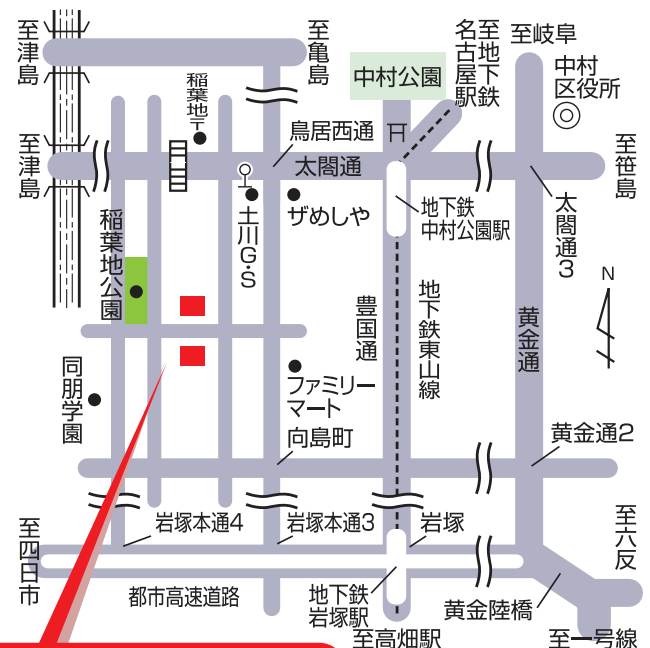 至津島
至亀島
稲葉地〒
中村公園
至地下鉄
名古屋駅
至岐阜
中村
区役所
至津島
鳥居西通
太閤通
至笹島
地下鉄
中村公園駅
太閤通3
土川G・S
ザめしや
稲葉地公園
N
豊国通
地下鉄東山線
黄金通
同朋学園
ファミリー
マート
向島町
黄金通2
岩塚本通4
岩塚本通3
岩塚
至四日市
至六反
都市高速道路
地下鉄
岩塚駅
黄金陸橋
至高畑駅
至一号線